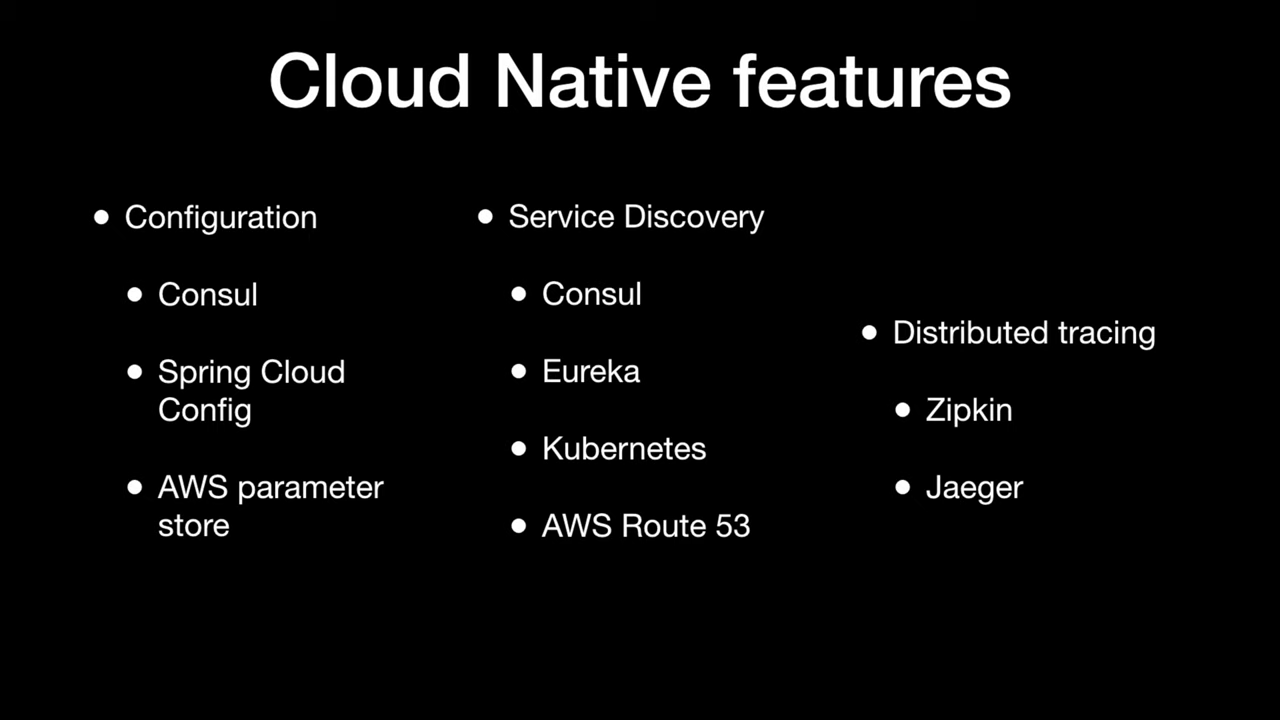 Cloud Native features
Configuration
Consul
Spring Cloud
Config
AWS parameter
store
Service Discovery
Consul
Eureka
Kubernetes
AWS Route 53
Distributed tracing
Zipkin
Jaeger